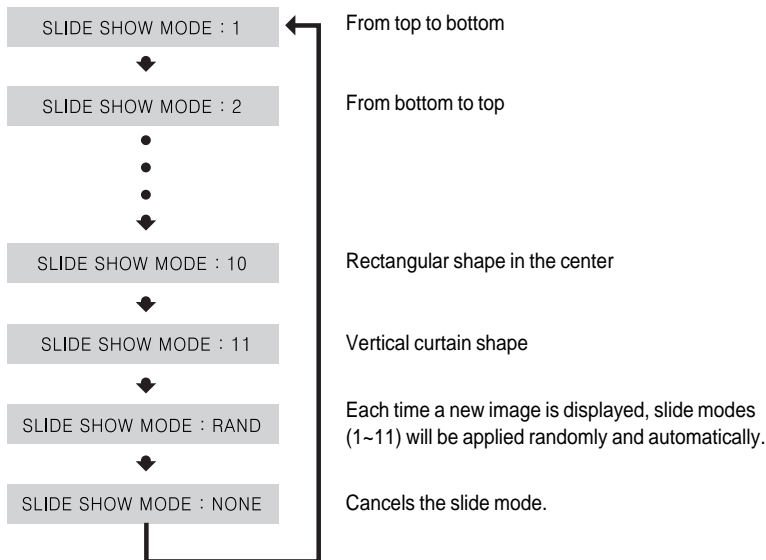 SLIDE SHOW MODE : 1
From top to bottom
SLIDE SHOW MODE : 2
From bottom to top
SLIDE SHOW MODE : 10
Rectangular shape in the center
SLIDE SHOW MODE : 11
Vertical curtain shape
SLIDE SHOW MODE : RAND
Each time a new image is displayed, slide modes
(1~11) will be applied randomly and automatically.
SLIDE SHOW MODE : NONE
Cancels the slide mode.